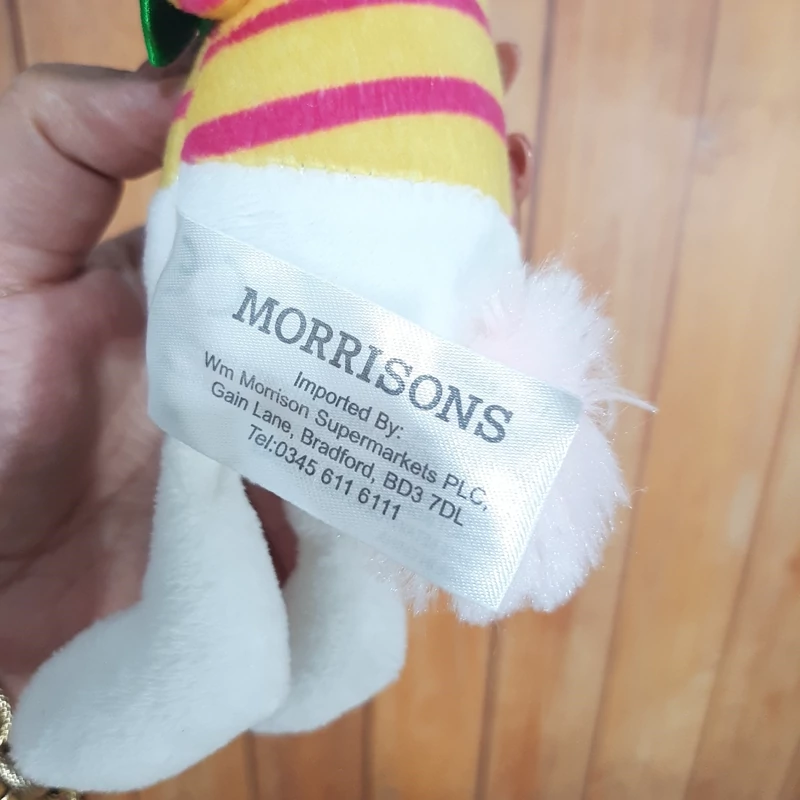 MORRISONS
Imported By:
Wm Morrison Supermarkets PLC,
Gain Lane, Bradford, BD3 7DL
Tel:0345 611 6111